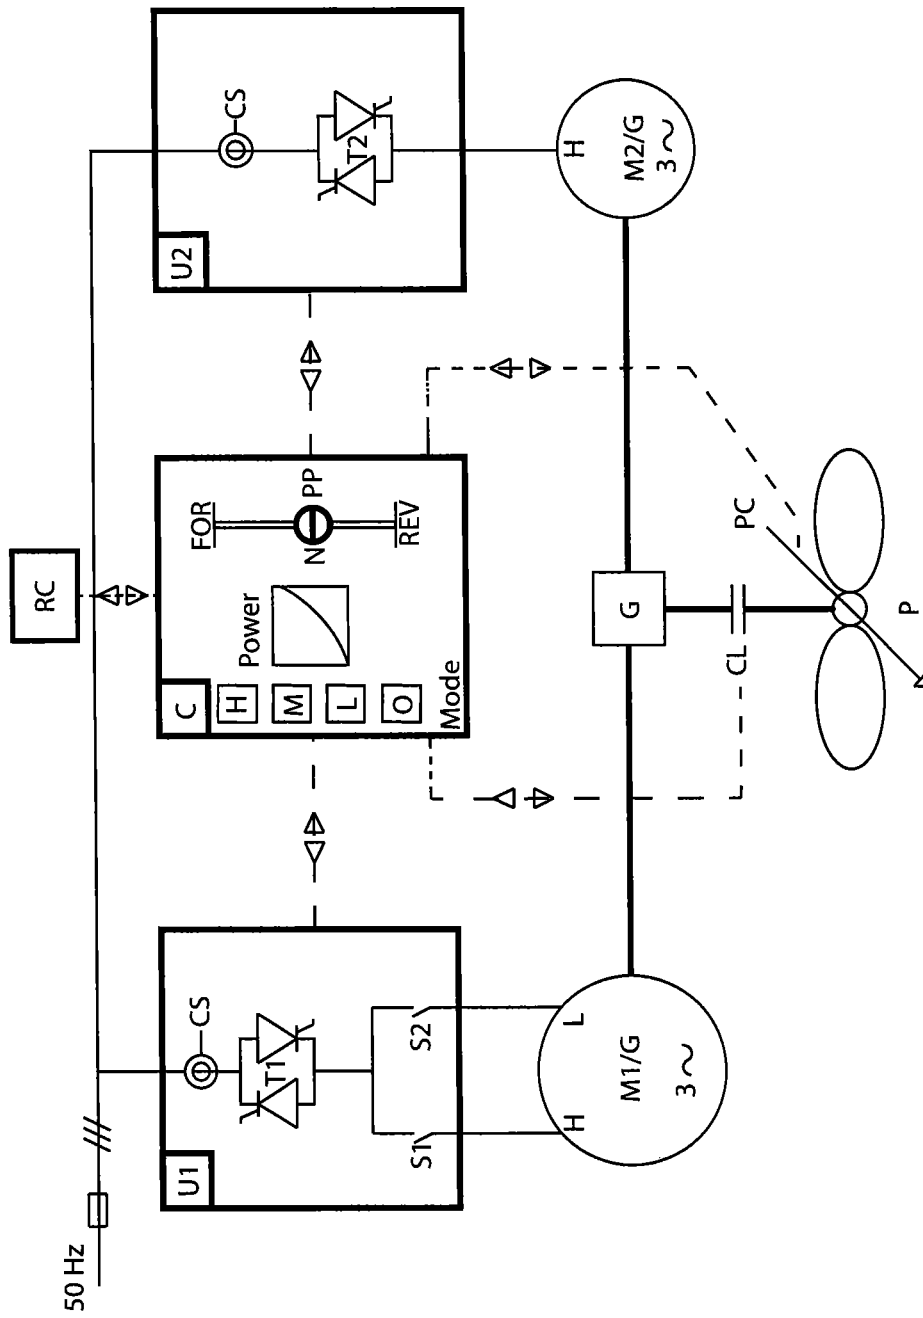 50 Hz
RC
U1
CS
T1
S1
S2
C
H
M
L
O
Mode
Power
FOR
N
PP
REV
U2
CS
T2
H
L
M1/G
3 ~
G
CL
PC
P
H
M2/G
3 ~